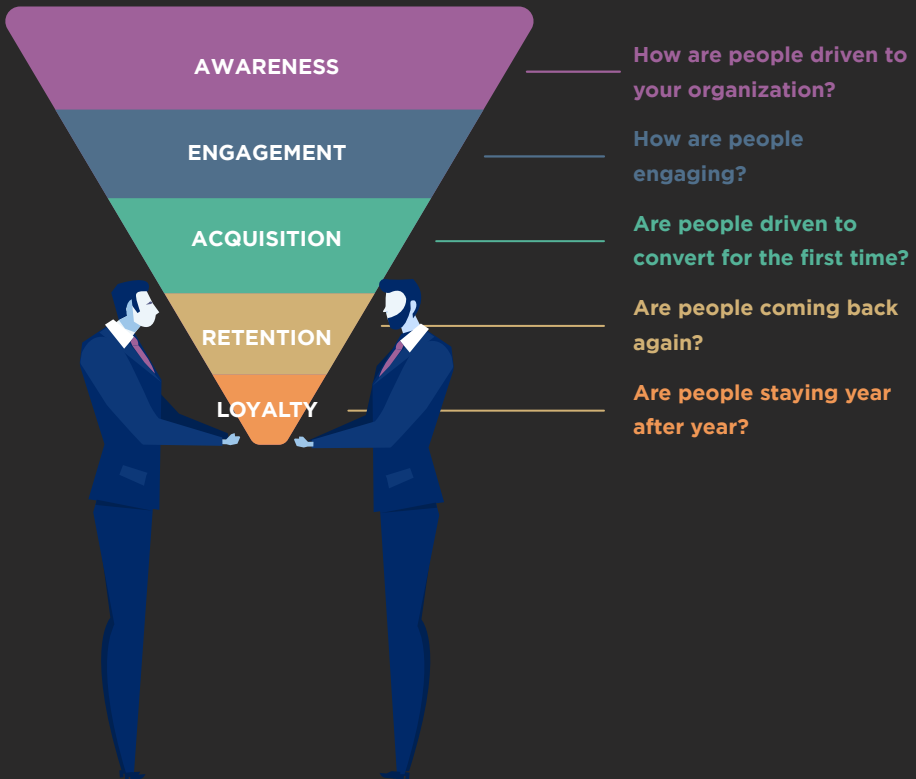 AWARENESS
How are people driven to
your organization?
ENGAGEMENT
How are people
engaging?
ACQUISITION
Are people driven to
convert for the first time?
RETENTION
Are people coming back
again?
LOYALTY
Are people staying year
after year?